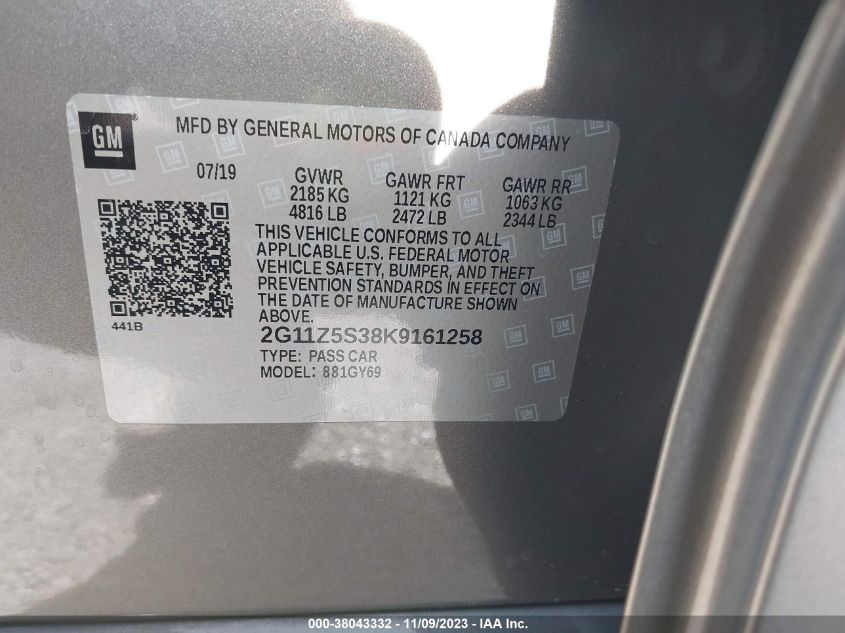 GM
MFD BY GENERAL MOTORS OF CANADA COMPANY
07/19
GVWR
2185 KG
4816 LB
GAWR FRT
1121 KG
2472 LB
GAWR RR
1063 KG
2344 LB
THIS VEHICLE CONFORMS TO ALL
APPLICABLE U.S. FEDERAL MOTOR
VEHICLE SAFETY, BUMPER, AND THEFT
PREVENTION STANDARDS IN EFFECT ON
THE DATE OF MANUFACTURE SHOWN
ABOVE.
441B
2G11Z5S38K9161258
TYPE: PASS CAR
MODEL: 881GY69
000-38043332 - 11/09/2023 - IAA Inc.